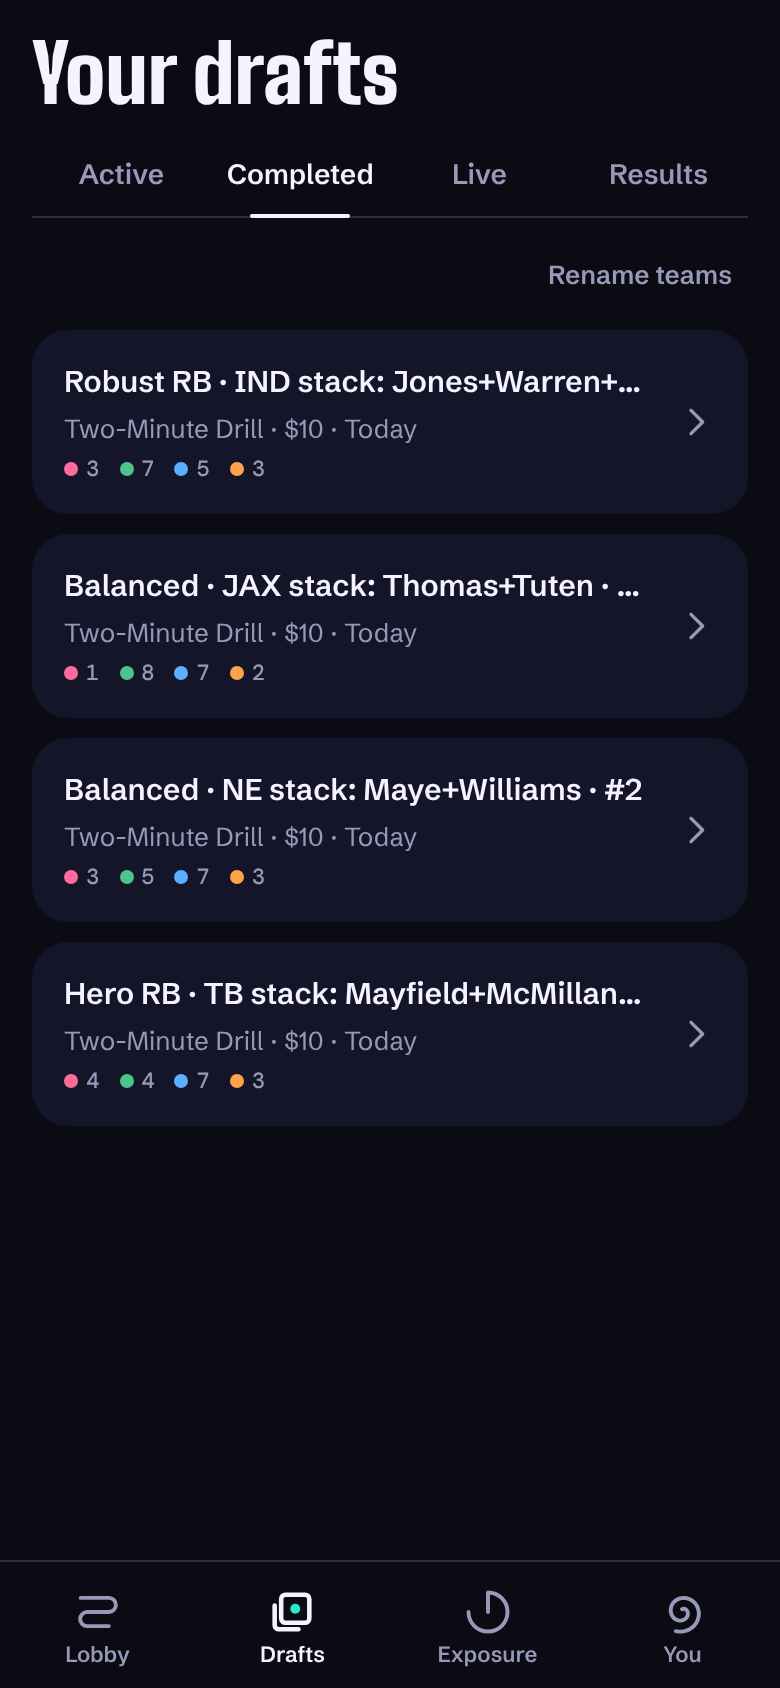 Your drafts
Active Completed Live Results
Rename teams
Robust RB · IND stack: Jones+Warren+...
Two-Minute Drill · $10 · Today
3 7 5 3
Balanced · JAX stack: Thomas+Tuten · ...
Two-Minute Drill · $10 · Today
1 8 7 2
Balanced · NE stack: Maye+Williams · #2
Two-Minute Drill · $10 · Today
3 5 7 3
Hero RB · TB stack: Mayfield+McMillan...
Two-Minute Drill · $10 · Today
4 4 7 3
Lobby Drafts Exposure You